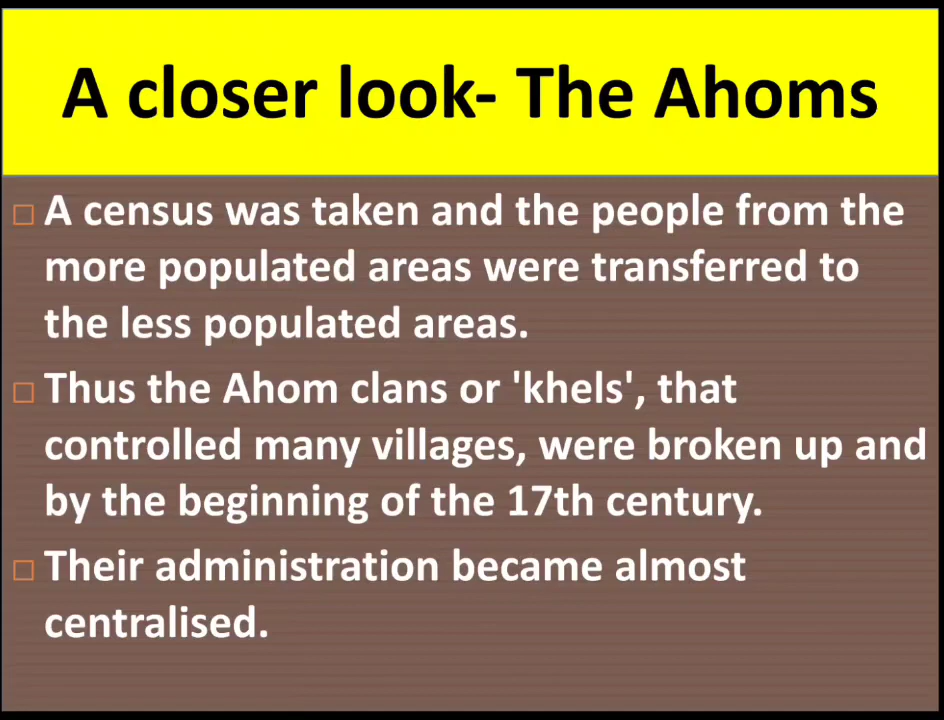 A closer look- The Ahoms
A census was taken and the people from the
more populated areas were transferred to
the less populated areas.
Thus the Ahom clans or 'khels', that
controlled many villages, were broken up and
by the beginning of the 17th century.
Their administration became almost
centralised.